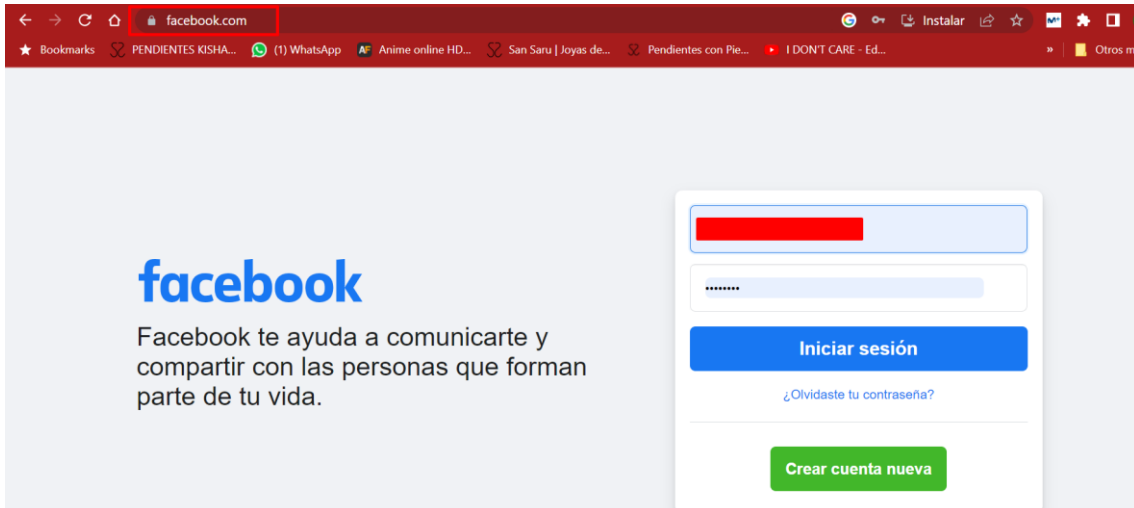 facebook.com
Instalar
Bookmarks PENDIENTES KISHA... (1) WhatsApp AF Anime online HD... San Saru | Joyas de... Pendientes con Pie... I DON'T CARE - Ed... » Otros m
facebook
Facebook te ayuda a comunicarte y
compartir con las personas que forman
parte de tu vida.
••••••••
Iniciar sesión
¿Olvidaste tu contraseña?
Crear cuenta nueva